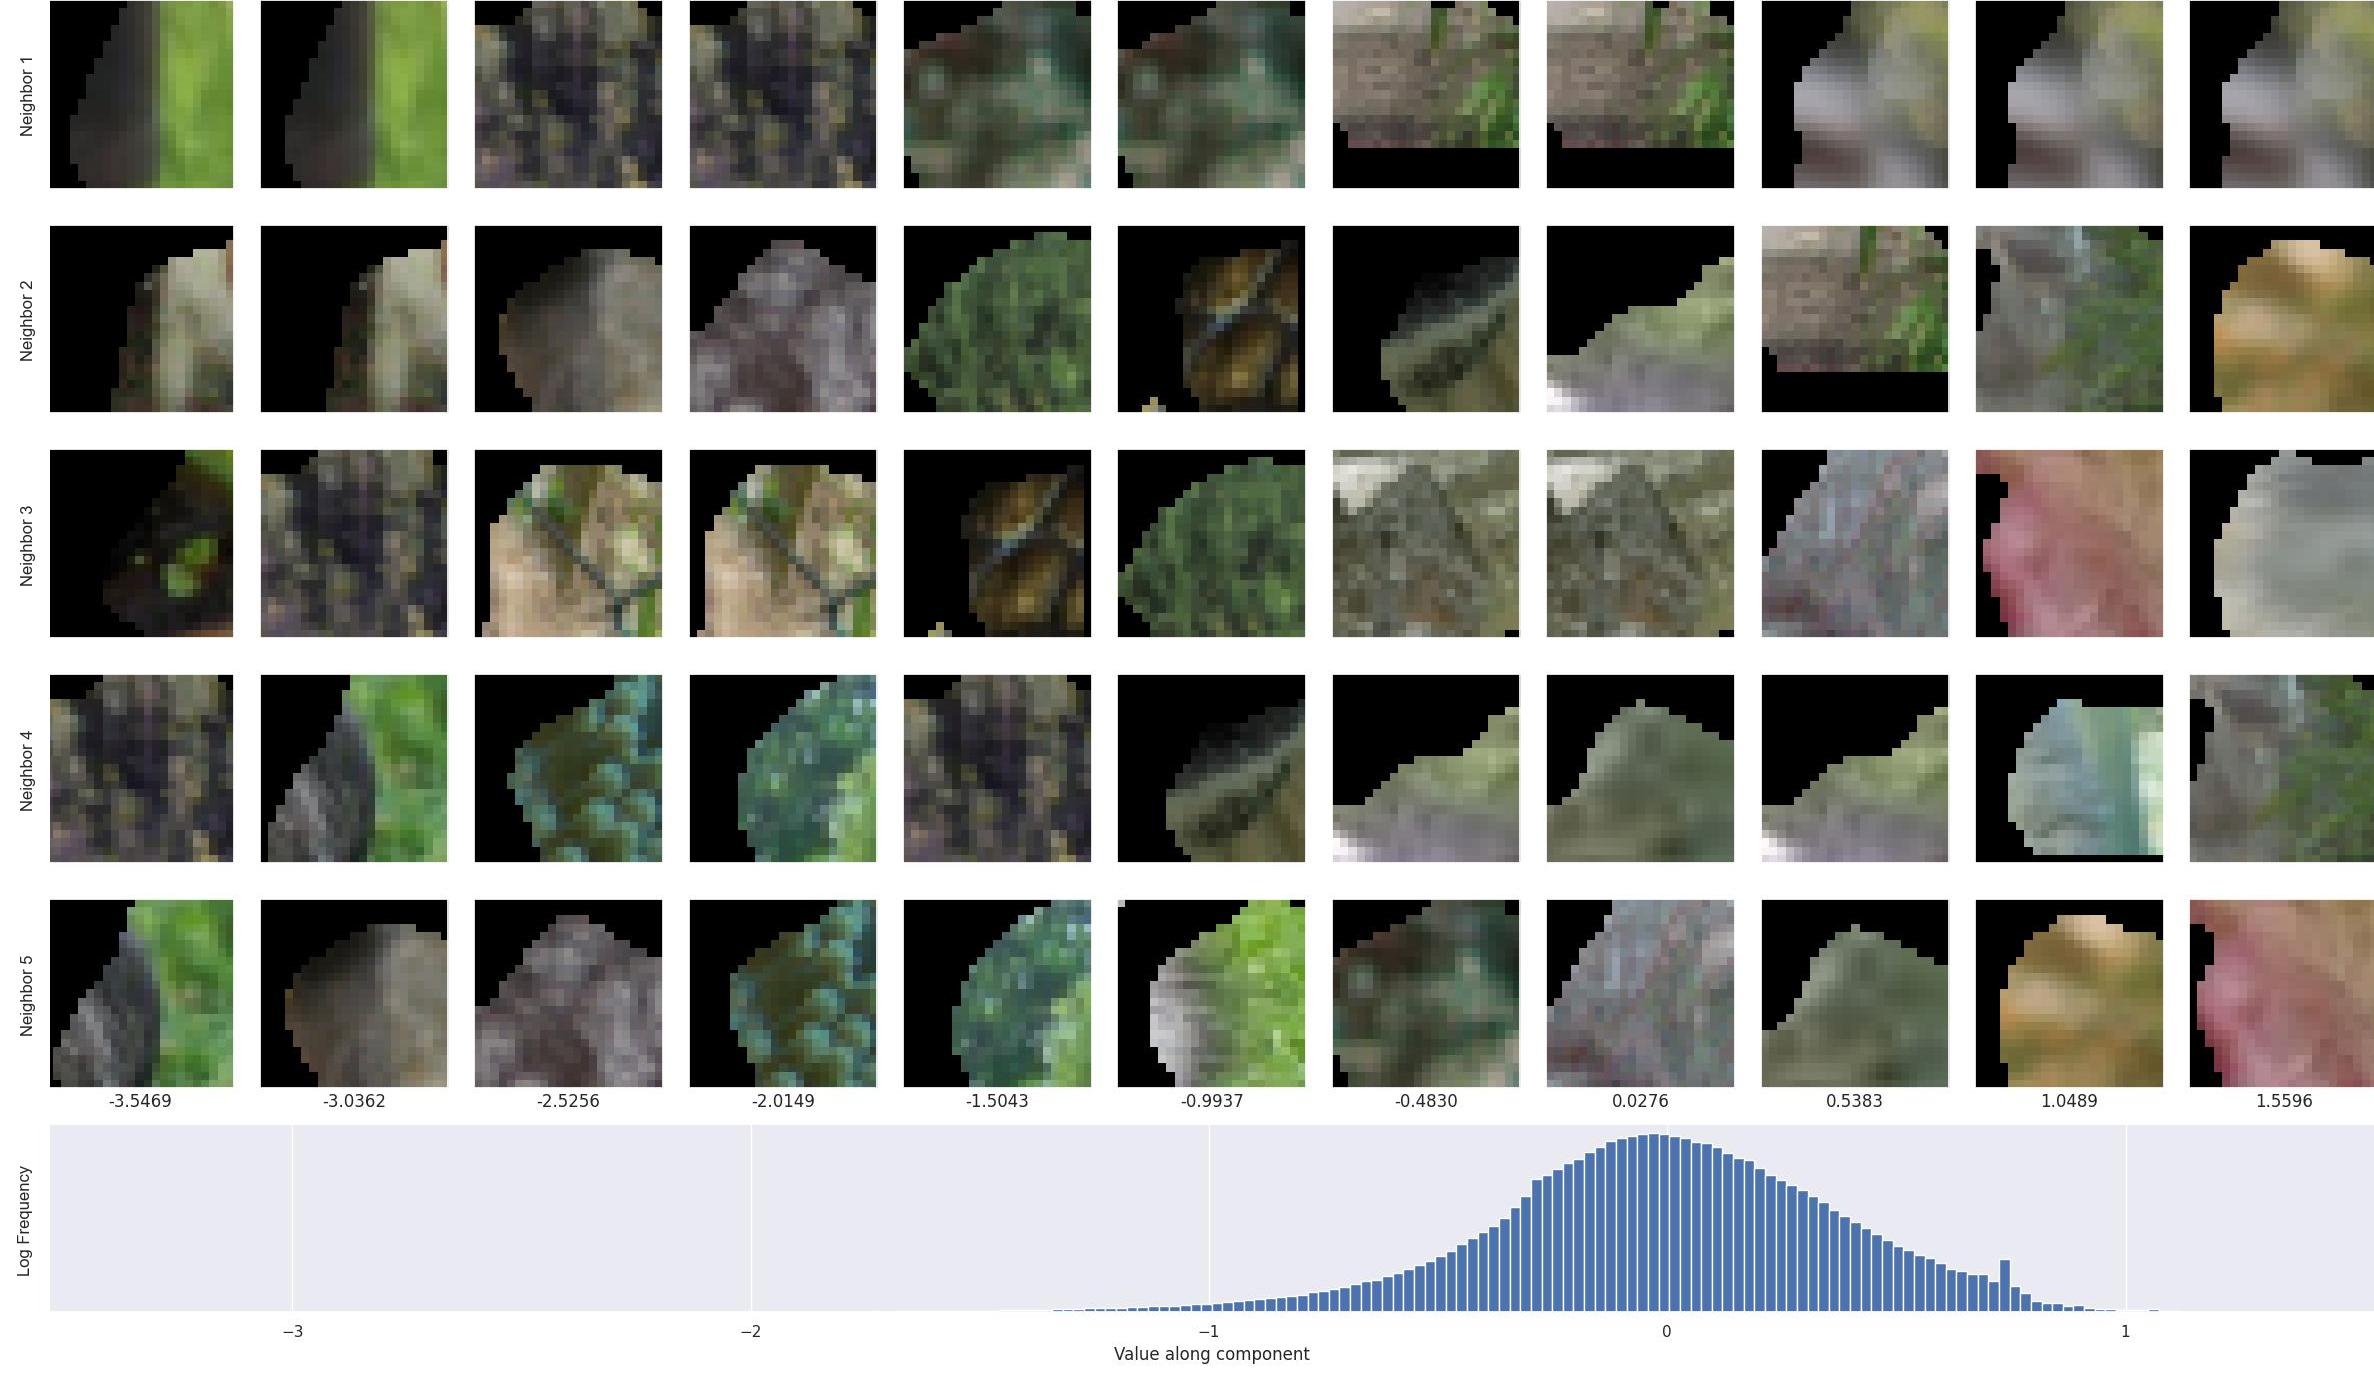 Neighbor 1
Neighbor 2
Neighbor 3
Neighbor 4
Neighbor 5
-3.5469 -3.0362 -2.5256 -2.0149 -1.5043 -0.9937 -0.4830 0.0276 0.5383 1.0489 1.5596
Log Frequency
−3 −2 −1 0 1
Value along component